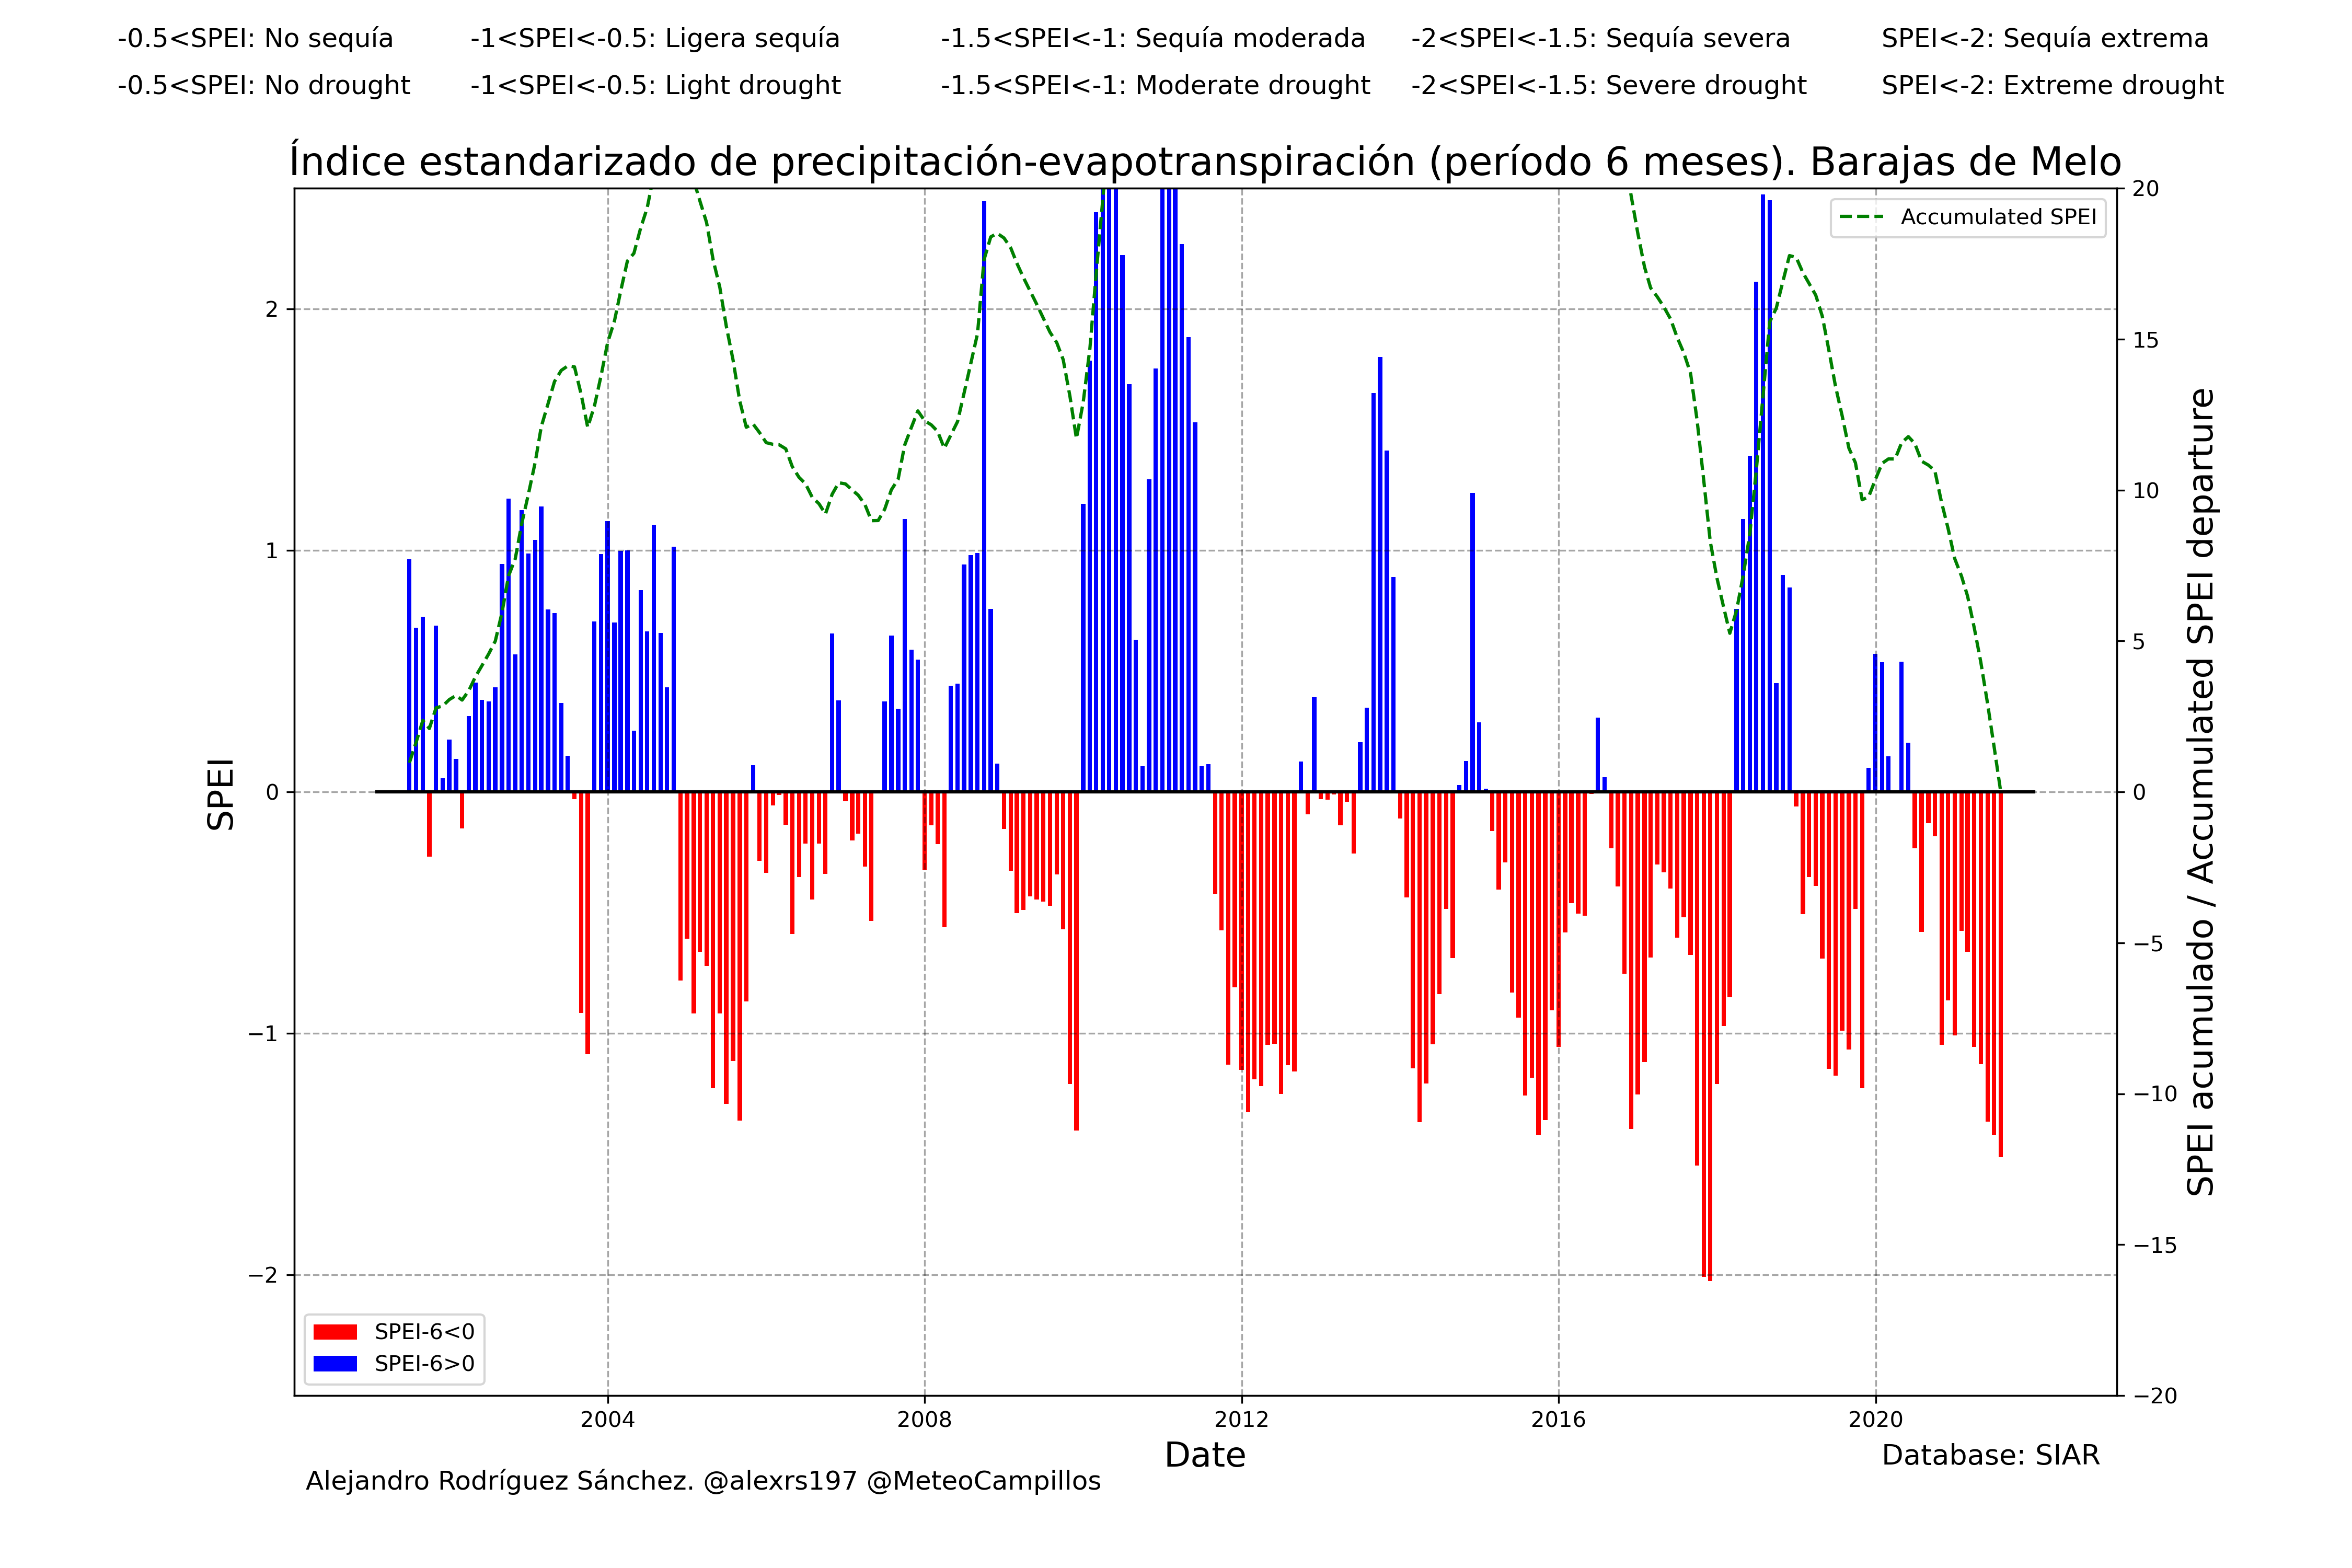 -0.5<SPEI: No sequía -1<SPEI<-0.5: Ligera sequía -1.5<SPEI<-1: Sequía moderada -2<SPEI<-1.5: Sequía severa SPEI<-2: Sequía extrema
-0.5<SPEI: No drought -1<SPEI<-0.5: Light drought -1.5<SPEI<-1: Moderate drought -2<SPEI<-1.5: Severe drought SPEI<-2: Extreme drought
Índice estandarizado de precipitación-evapotranspiración (período 6 meses). Barajas de Melo
Accumulated SPEI
SPEI
2
1
0
−1
−2
20
15
10
5
0
−5
−10
−15
−20
SPEI acumulado / Accumulated SPEI departure
SPEI-6<0
SPEI-6>0
2004 2008 2012 2016 2020
Date
Database: SIAR
Alejandro Rodríguez Sánchez. @alexrs197 @MeteoCampillos